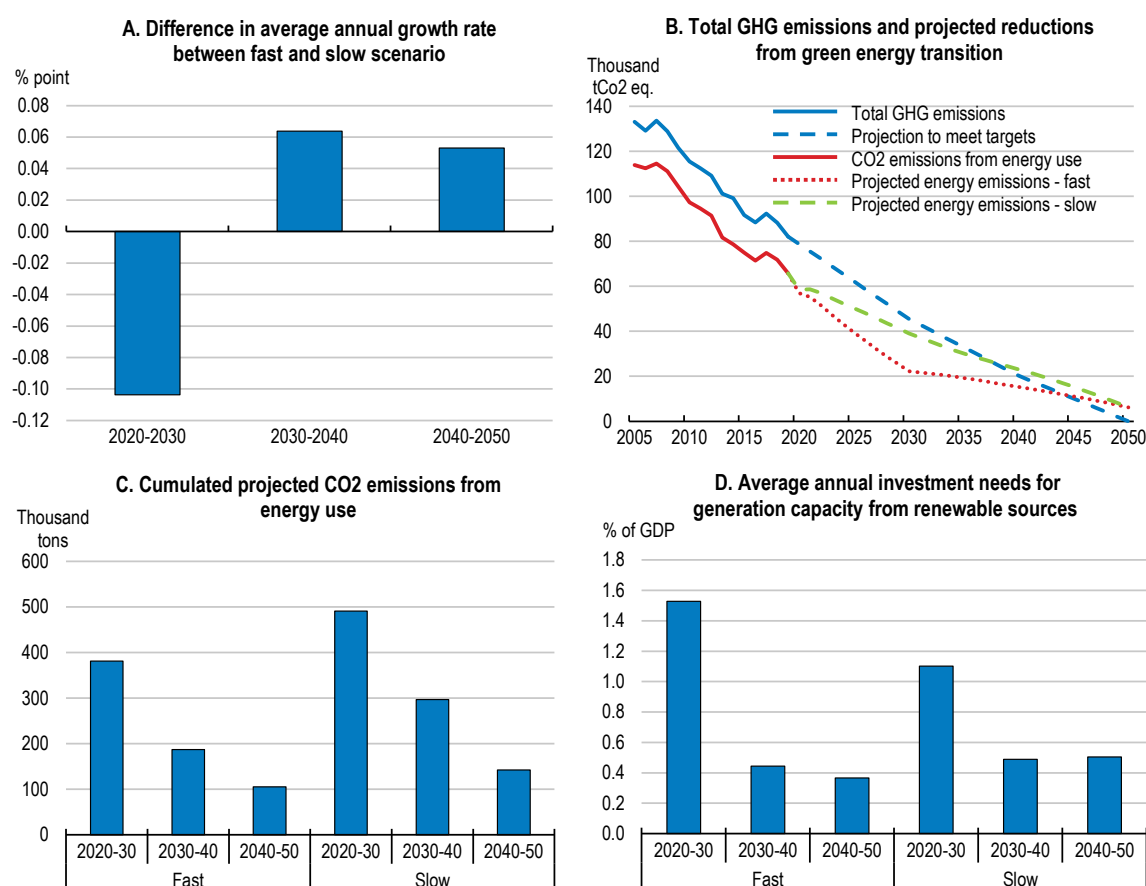 A. Difference in average annual growth rate
between fast and slow scenario
% point
0.08
0.06
0.04
0.02
0.00
-0.02
-0.04
-0.06
-0.08
-0.10
-0.12
2020-2030 2030-2040 2040-2050
B. Total GHG emissions and projected reductions
from green energy transition
Thousand
tCo2 eq.
140
120
100
80
60
40
20
0
Total GHG emissions
Projection to meet targets
CO2 emissions from energy use
Projected energy emissions - fast
Projected energy emissions - slow
2005 2010 2015 2020 2025 2030 2035 2040 2045 2050
C. Cumulated projected CO2 emissions from
energy use
Thousand
tons
600
500
400
300
200
100
0
2020-30 2030-40 2040-50 2020-30 2030-40 2040-50
Fast Slow
D. Average annual investment needs for
generation capacity from renewable sources
% of GDP
1.8
1.6
1.4
1.2
1.0
0.8
0.6
0.4
0.2
0.0
2020-30 2030-40 2040-50 2020-30 2030-40 2040-50
Fast Slow